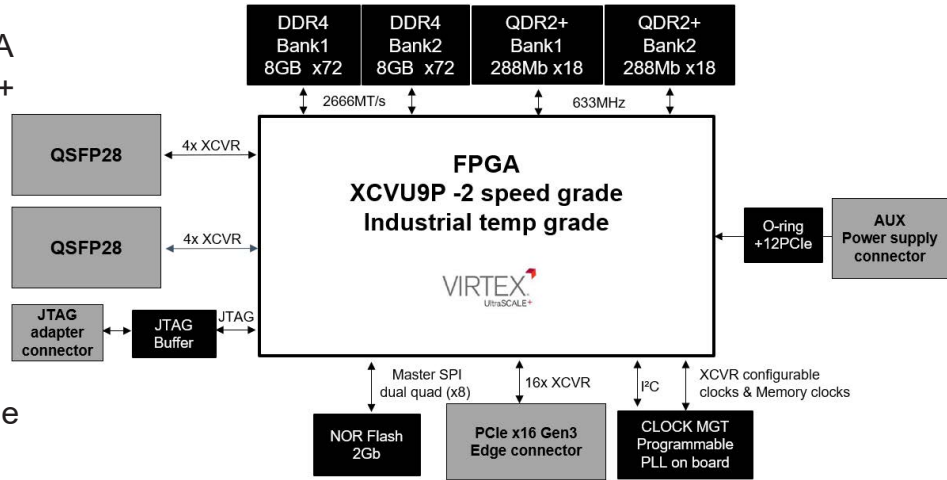 A
+
e
DDR4
Bank1
8GB x72
DDR4
Bank2
8GB x72
QDR2+
Bank1
288Mb x18
QDR2+
Bank2
288Mb x18
2666MT/s
633MHz
QSFP28
4x XCVR
QSFP28
4x XCVR
JTAG
adapter
connector
JTAG
Buffer
JTAG
FPGA
XCVU9P -2 speed grade
Industrial temp grade
VIRTEX
UltraSCALE+
O-ring
+12PCIe
AUX
Power supply
connector
Master SPI
dual quad (x8)
16x XCVR
I²C
XCVR configurable
clocks & Memory clocks
NOR Flash
2Gb
PCIe x16 Gen3
Edge connector
CLOCK MGT
Programmable
PLL on board